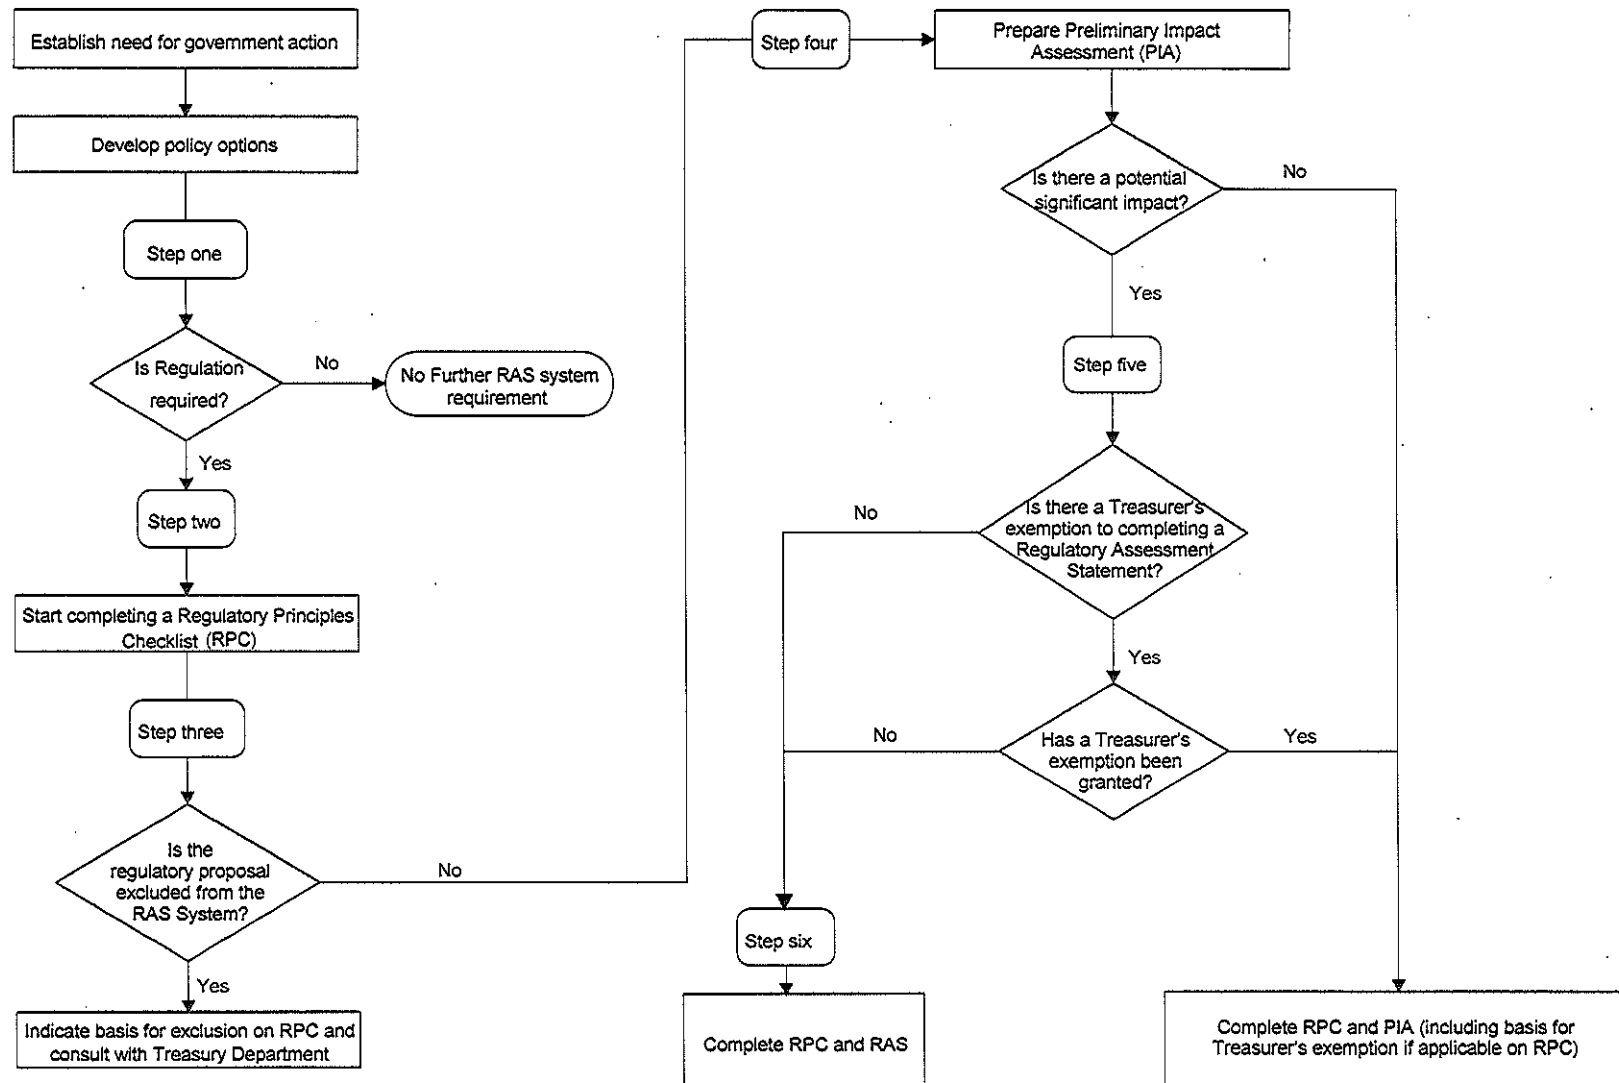 Establish need for government action
Develop policy options
Step one
Is Regulation
required?
No
No Further RAS system
requirement
Yes
Step two
Start completing a Regulatory Principles
Checklist (RPC)
Step three
Is the
regulatory proposal
excluded from the
RAS System?
No
Yes
Indicate basis for exclusion on RPC and
consult with Treasury Department
Step four
Prepare Preliminary Impact
Assessment (PIA)
Is there a potential
significant impact?
No
Yes
Step five
Is there a Treasurer's
exemption to completing a
Regulatory Assessment
Statement?
No
Yes
Has a Treasurer's
exemption been
granted?
No
Yes
Step six
Complete RPC and RAS
Complete RPC and PIA (including basis for
Treasurer's exemption if applicable on RPC)